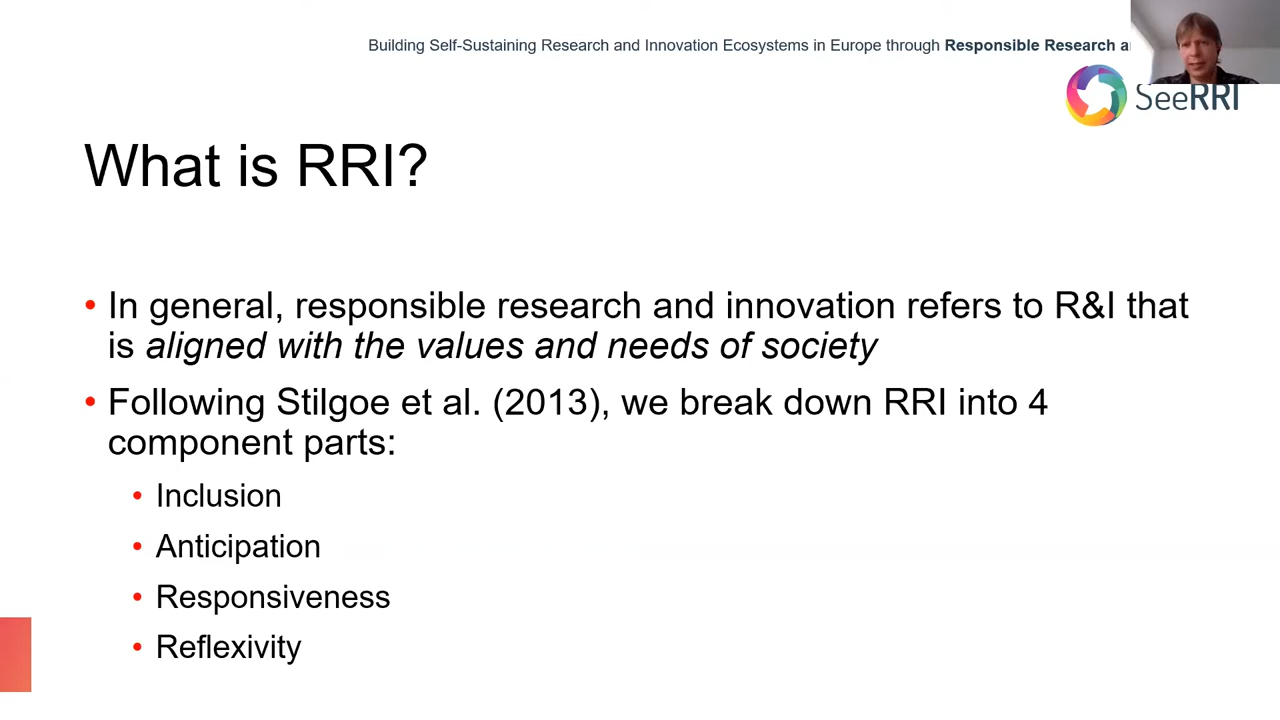 Building Self-Sustaining Research and Innovation Ecosystems in Europe through Responsible Research
SeeRRI
What is RRI?
• In general, responsible research and innovation refers to R&I that
is aligned with the values and needs of society
• Following Stilgoe et al. (2013), we break down RRI into 4
component parts:
• Inclusion
• Anticipation
• Responsiveness
• Reflexivity